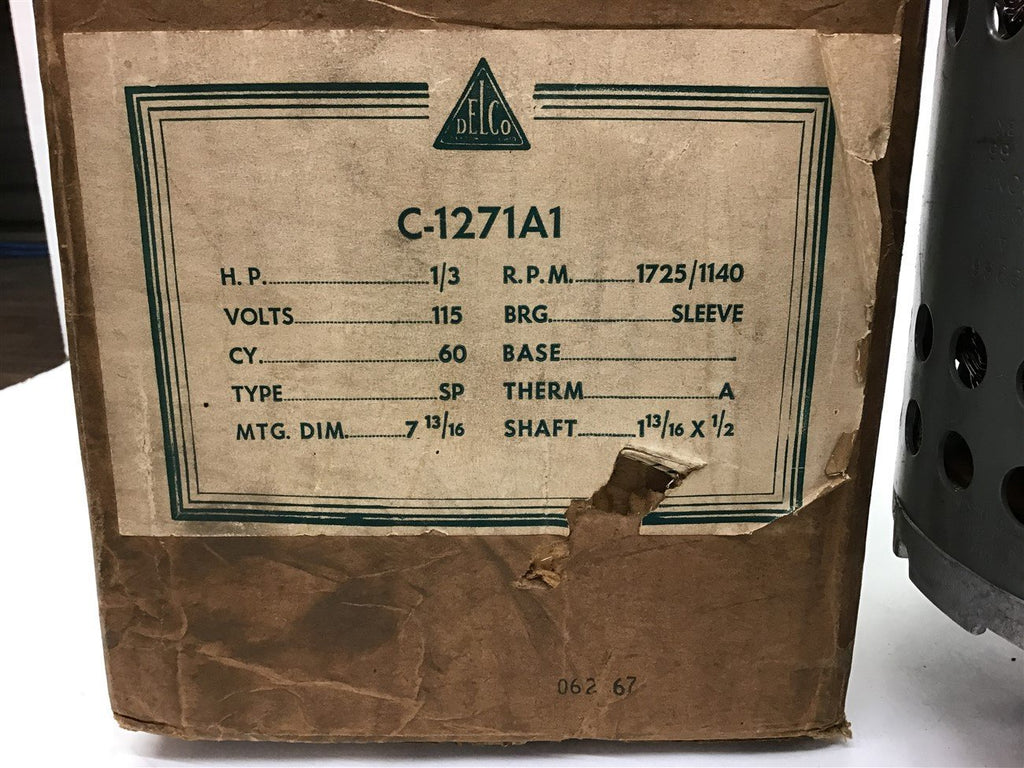 DELCO
C-1271A1
H.P. 1/3 R.P.M. 1725/1140
VOLTS 115 BRG. SLEEVE
CY. 60 BASE
TYPE SP THERM A
MTG. DIM. 7 13/16 SHAFT 1 13/16 X 1/2
062 67